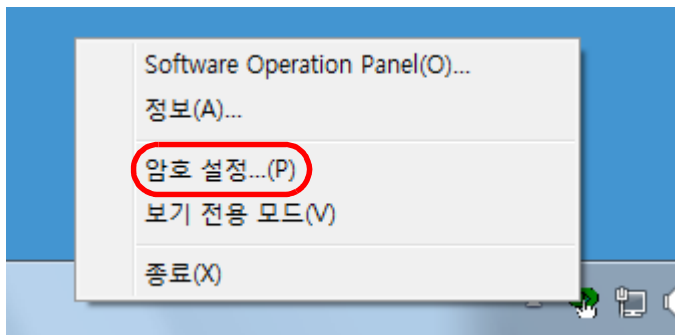 Software Operation Panel(O)...
정보(A)...
암호 설정...(P)
보기 전용 모드(V)
종료(X)